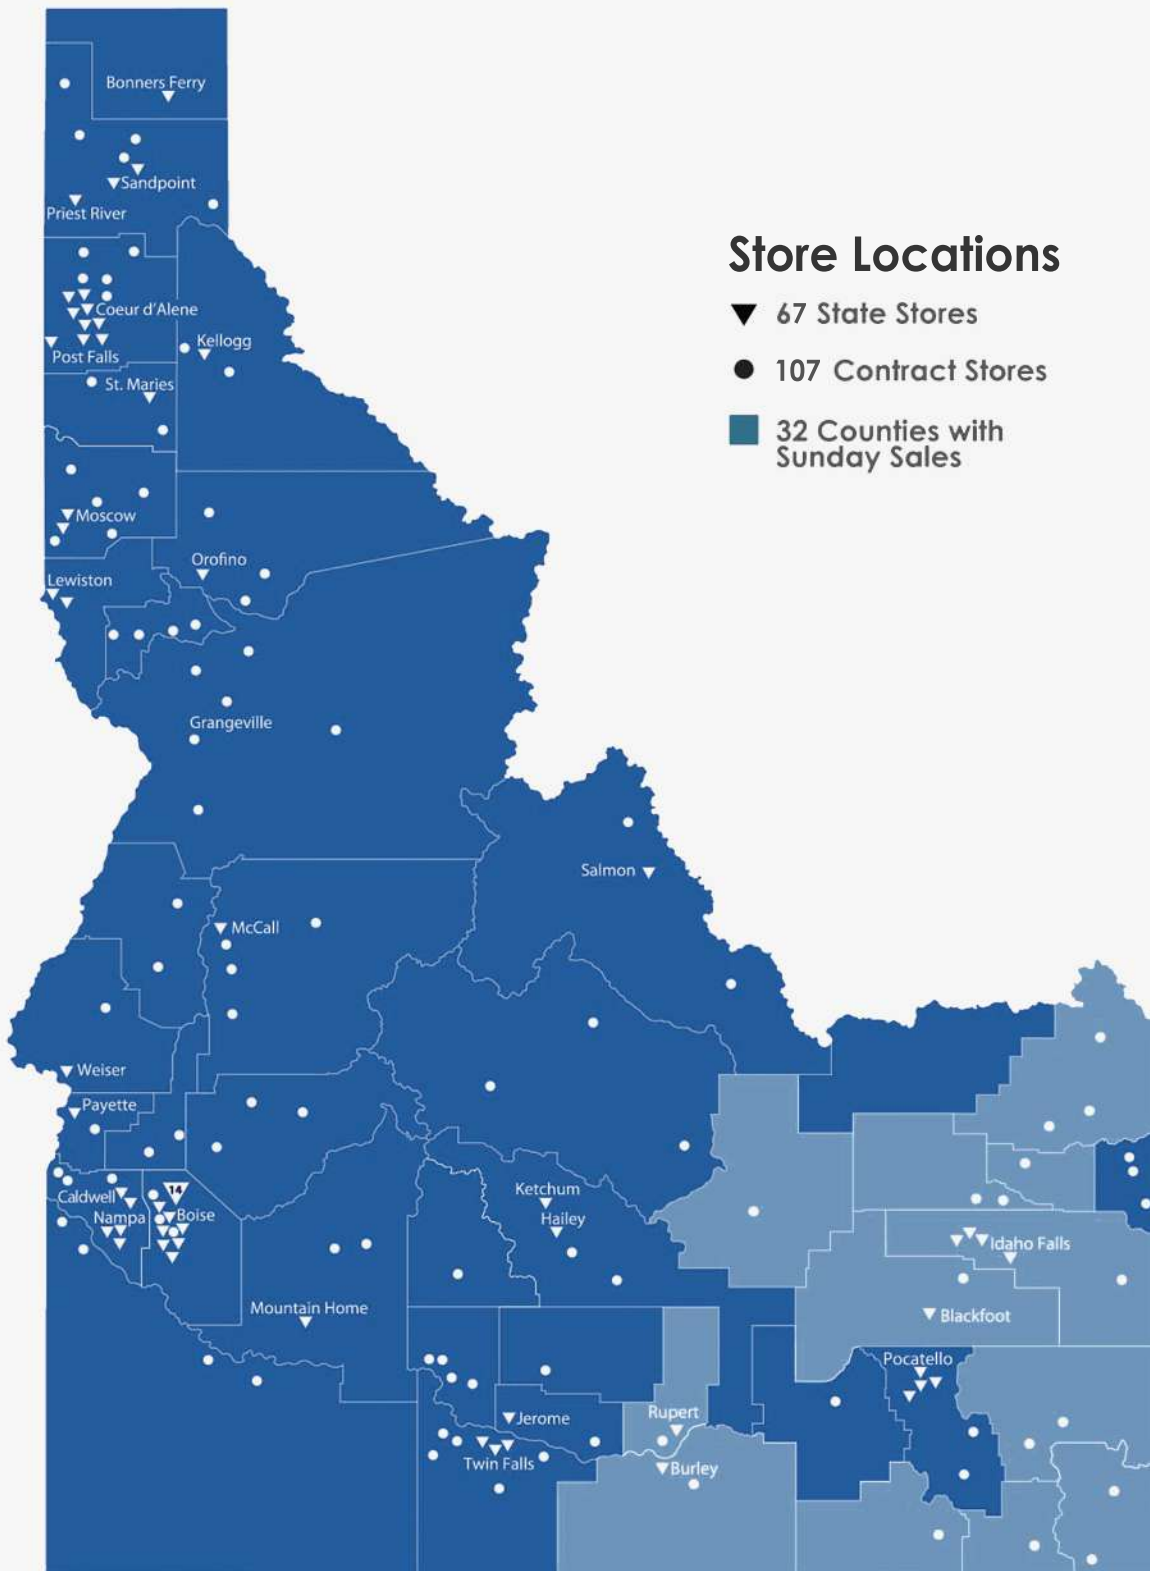 Bonners Ferry
Sandpoint
Priest River
Store Locations
67 State Stores
107 Contract Stores
32 Counties with
Sunday Sales
Coeur d'Alene
Kellogg
Post Falls
St. Maries
Moscow
Orofino
Lewiston
Grangeville
Salmon
McCall
Weiser
Payette
Caldwell
14
Nampa
Boise
Ketchum
Hailey
Idaho Falls
Mountain Home
Blackfoot
Pocatello
Jerome
Rupert
Twin Falls
Burley